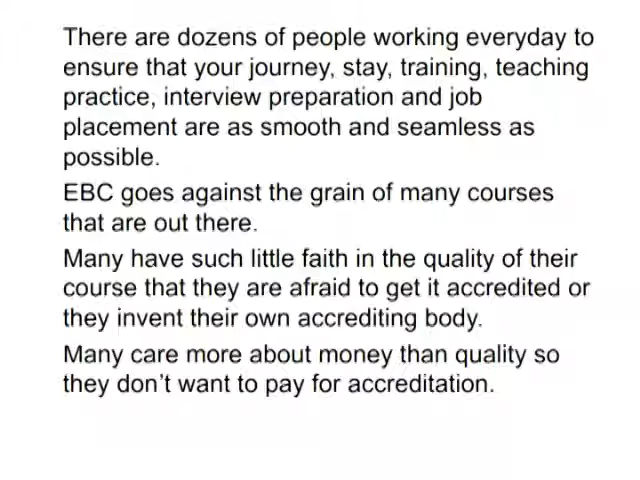 There are dozens of people working everyday to
ensure that your journey, stay, training, teaching
practice, interview preparation and job
placement are as smooth and seamless as
possible.
EBC goes against the grain of many courses
that are out there.
Many have such little faith in the quality of their
course that they are afraid to get it accredited or
they invent their own accrediting body.
Many care more about money than quality so
they don’t want to pay for accreditation.